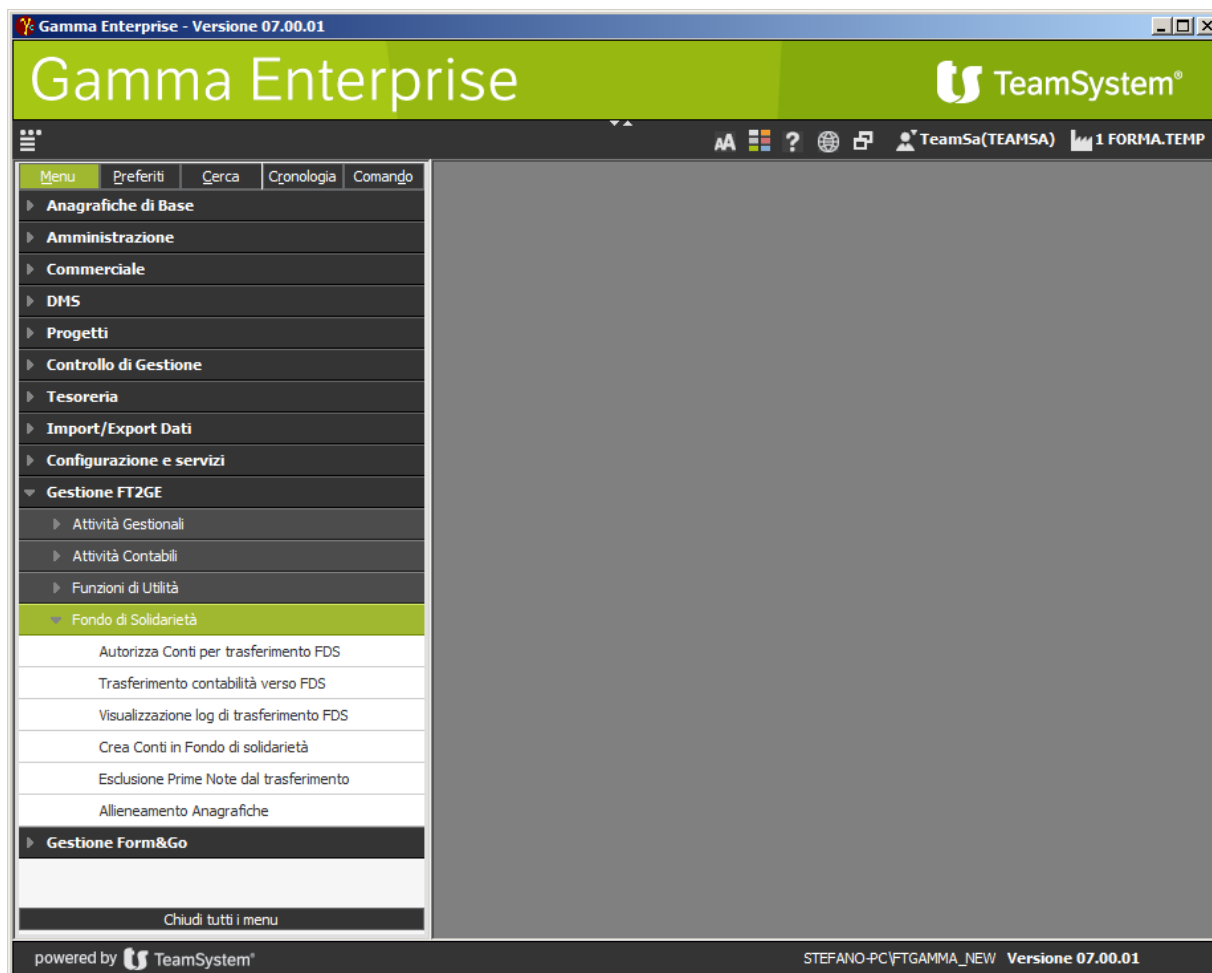 Gamma Enterprise - Versione 07.00.01
Gamma Enterprise
TeamSystem®
AA ? TeamSa(TEAMSA) 1 FORMA.TEMP
Menu Preferiti Cerca Cronologia Comando
Anagrafiche di Base
Amministrazione
Commerciale
DMS
Progetti
Controllo di Gestione
Tesoreria
Import/Export Dati
Configurazione e servizi
Gestione FT2GE
Attività Gestionali
Attività Contabili
Funzioni di Utilità
Fondo di Solidarietà
Autorizza Conti per trasferimento FDS
Trasferimento contabilità verso FDS
Visualizzazione log di trasferimento FDS
Crea Conti in Fondo di solidarietà
Esclusione Prime Note dal trasferimento
Allieneamento Anagrafiche
Gestione Form&Go
Chiudi tutti i menu
powered by TeamSystem® STEFANO-PC\FTGAMMA_NEW Versione 07.00.01